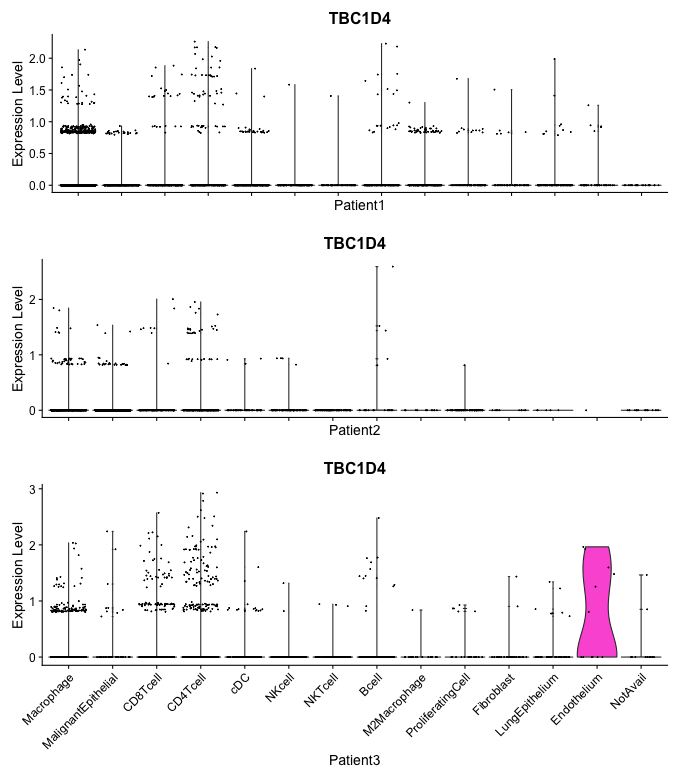 TBC1D4
Expression Level
2.0
1.5
1.0
0.5
0.0
Patient1
TBC1D4
Expression Level
2
1
0
Patient2
TBC1D4
Expression Level
3
2
1
0
Macrophage
MalignantEpithelial
CD8Tcell
CD4Tcell
cDC
NKcell
NKTcell
Bcell
M2Macrophage
ProliferatingCell
Fibroblast
LungEpithelium
Endothelium
NotAvail
Patient3